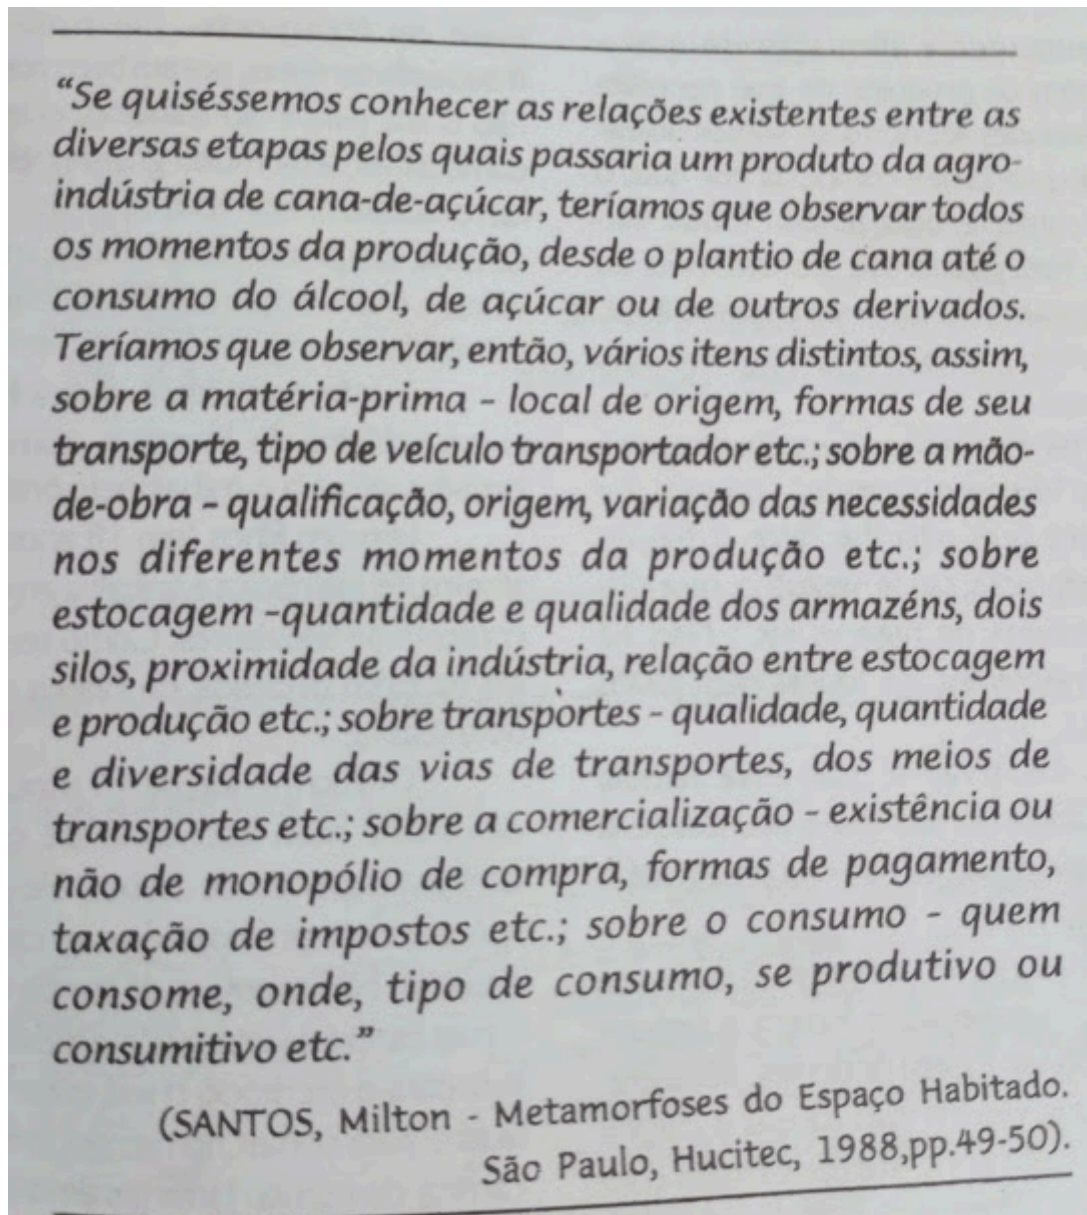 “Se quiséssemos conhecer as relações existentes entre as
diversas etapas pelos quais passaria um produto da agro-
indústria de cana-de-açúcar, teríamos que observar todos
os momentos da produção, desde o plantio de cana até o
consumo do álcool, de açúcar ou de outros derivados.
Teríamos que observar, então, vários itens distintos, assim,
sobre a matéria-prima - local de origem, formas de seu
transporte, tipo de veículo transportador etc.; sobre a mão-
de-obra - qualificação, origem, variação das necessidades
nos diferentes momentos da produção etc.; sobre
estocagem -quantidade e qualidade dos armazéns, dois
silos, proximidade da indústria, relação entre estocagem
e produção etc.; sobre transportes - qualidade, quantidade
e diversidade das vias de transportes, dos meios de
transportes etc.; sobre a comercialização - existência ou
não de monopólio de compra, formas de pagamento,
taxação de impostos etc.; sobre o consumo - quem
consome, onde, tipo de consumo, se produtivo ou
consumitivo etc.”
(SANTOS, Milton - Metamorfoses do Espaço Habitado.
São Paulo, Hucitec, 1988,pp.49-50).